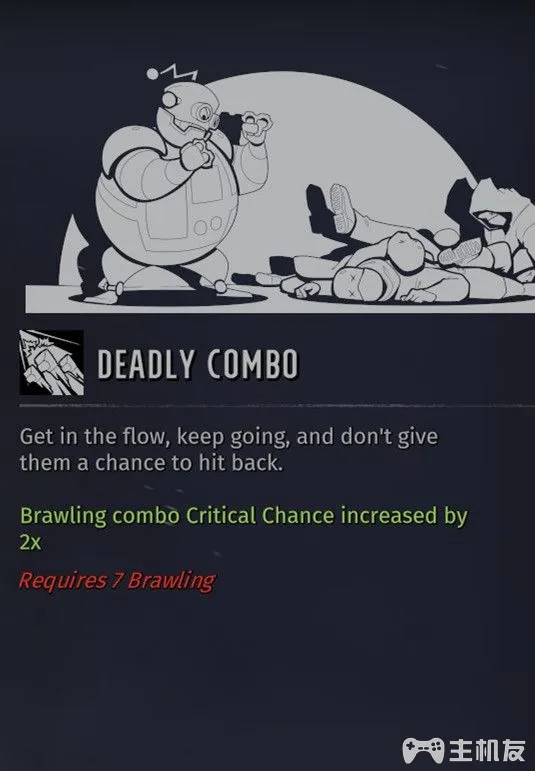 DEADLY COMBO
Get in the flow, keep going, and don't give
them a chance to hit back.
Brawling combo Critical Chance increased by
2x
Requires 7 Brawling
主机友